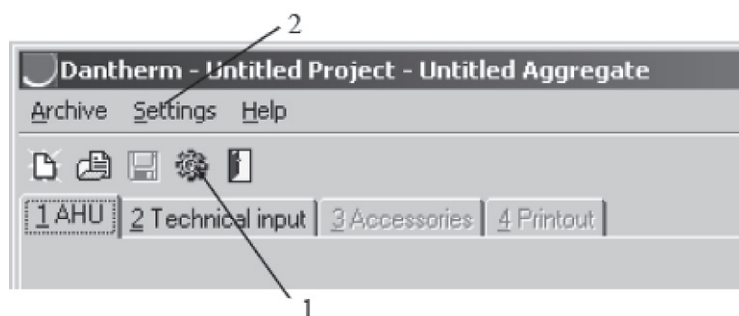 2
Dantherm - Untitled Project - Untitled Aggregate
Archive Settings Help
1 AHU 2 Technical input 3 Accessories 4 Printout
1